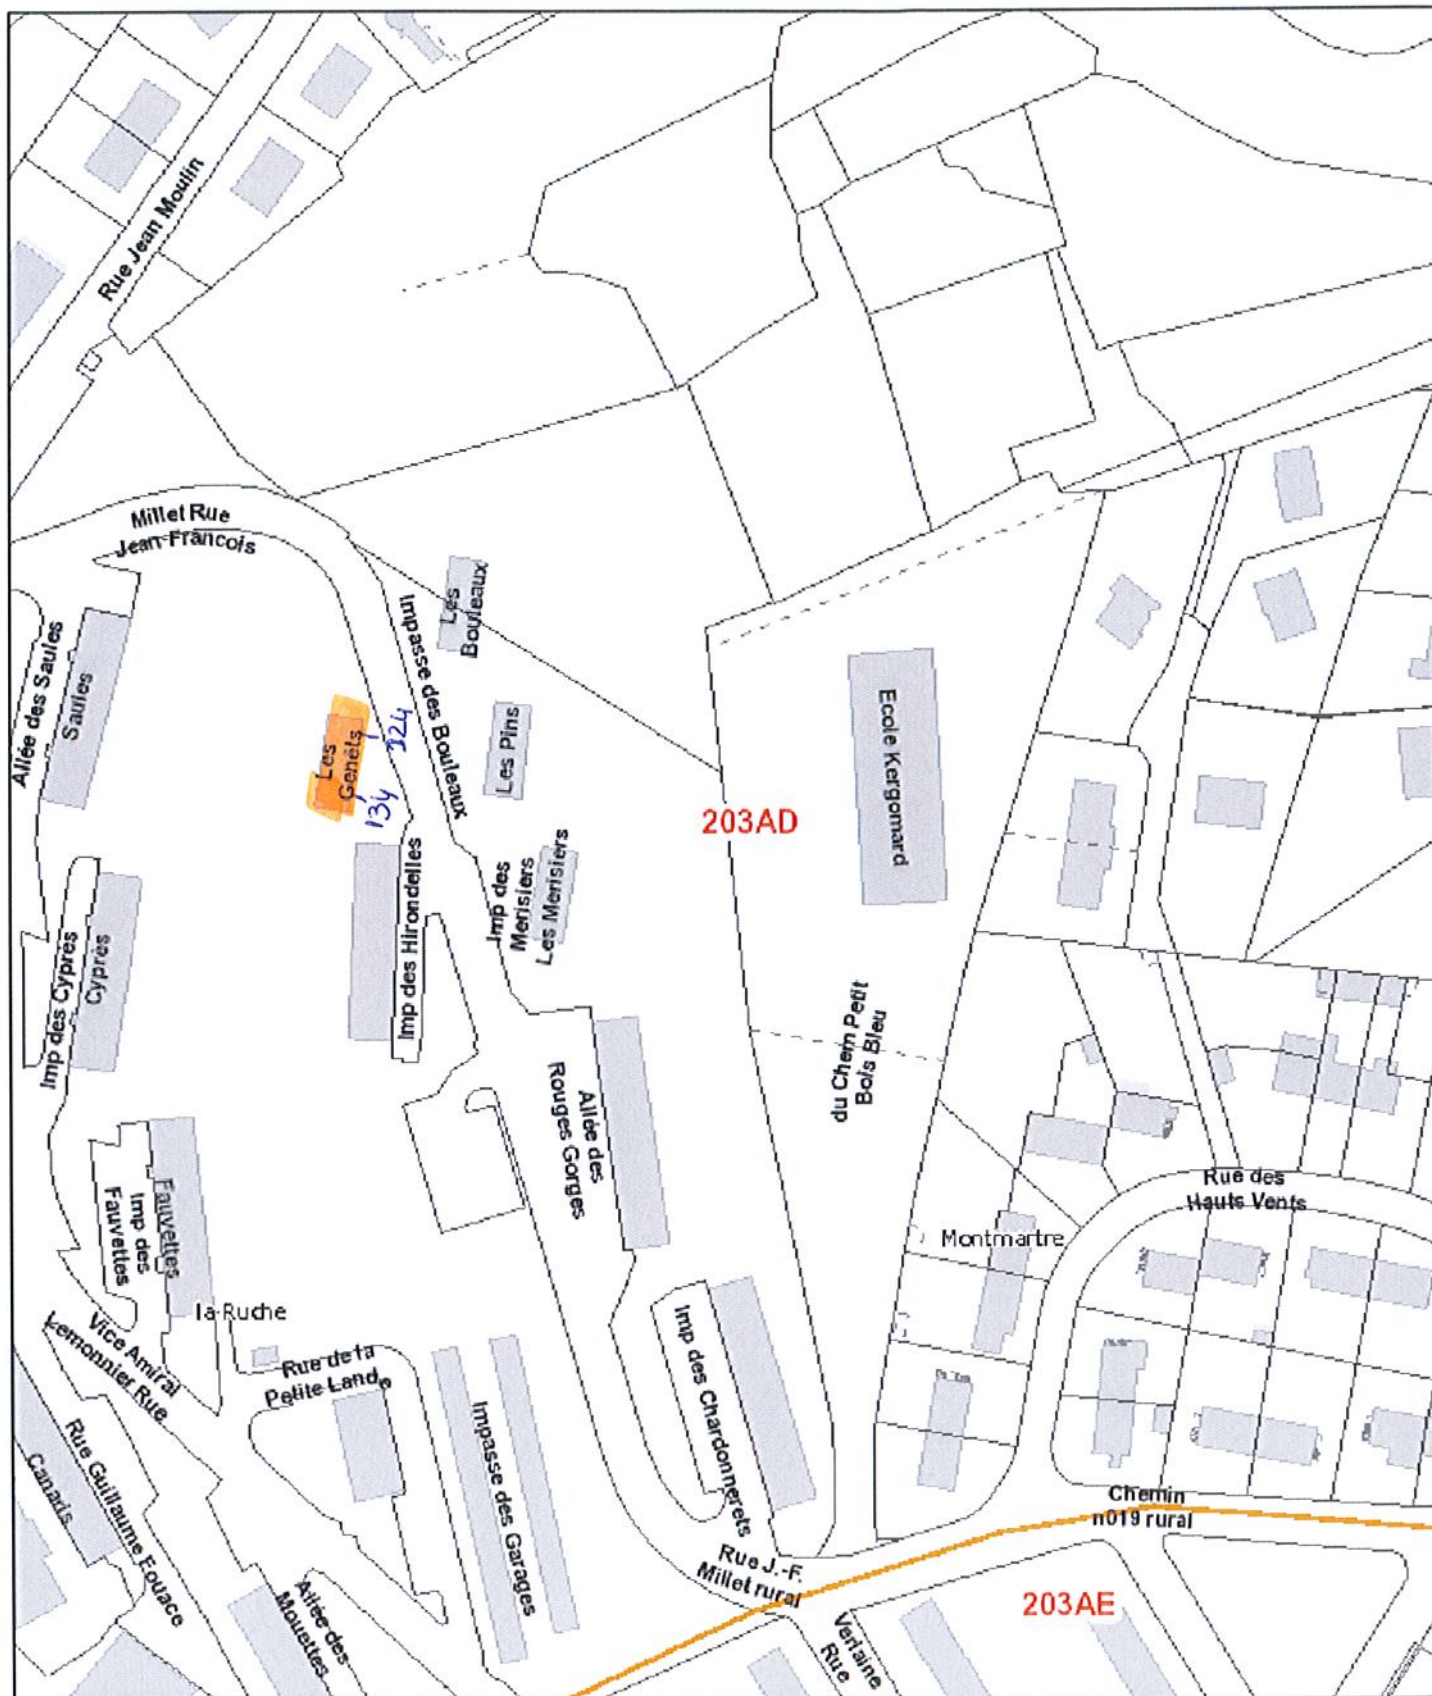 Rue Jean Moulin
Millet Rue
Jean-Francois
Les
Bouleaux
Impasse des Bouleaux
Allée des Saules
Saules
Les
Genêts
124
134
Les Pins
203AD
Ecole Kergomard
Imp des Hirondelles
Imp des
Merisiers
Les Merisiers
Imp des Cyprès
Cyprès
du Chem Petit
Bois Bleu
Allée des
Rouges Gorges
Fauvettes
Imp des
Fauvettes
Rue des
Hauts Vents
Montmartre
la Ruche
Vice Amiral
Lemonnier Rue
Rue de la
Petite Lande
Imp des Chardonnerets
Impasse des Garages
Rue Guillaume Fouace
Canaris
Chemin
n019 rural
Rue J.-F.
Millet rural
Allée des
Mouettes
203AE
Verlaine
Rue